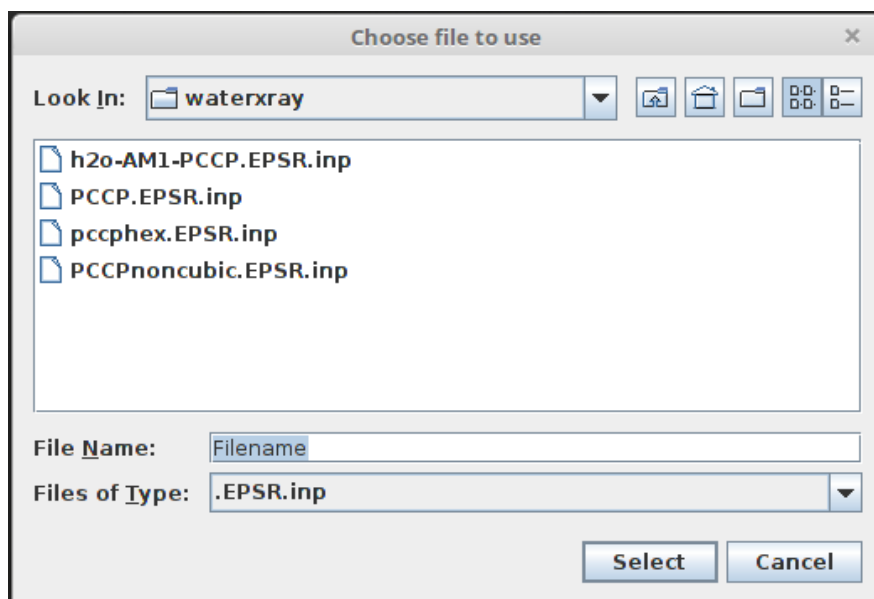 Choose file to use
Look In: waterxray
h2o-AM1-PCCP.EPSR.inp
PCCP.EPSR.inp
pccphex.EPSR.inp
PCCPnoncubic.EPSR.inp
File Name: Filename
Files of Type: .EPSR.inp
Select Cancel